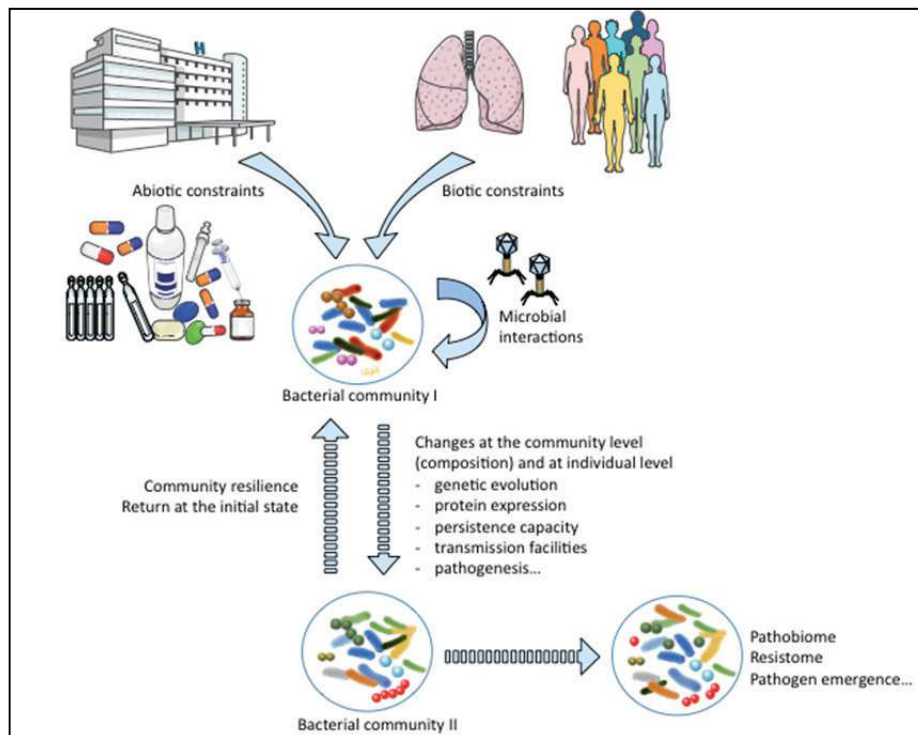 H
Abiotic constraints
Biotic constraints
Microbial
interactions
Bacterial community I
Changes at the community level
(composition) and at individual level
- genetic evolution
- protein expression
- persistence capacity
- transmission facilities
- pathogenesis...
Community resilience
Return at the initial state
Pathobiome
Resistome
Pathogen emergence...
Bacterial community II